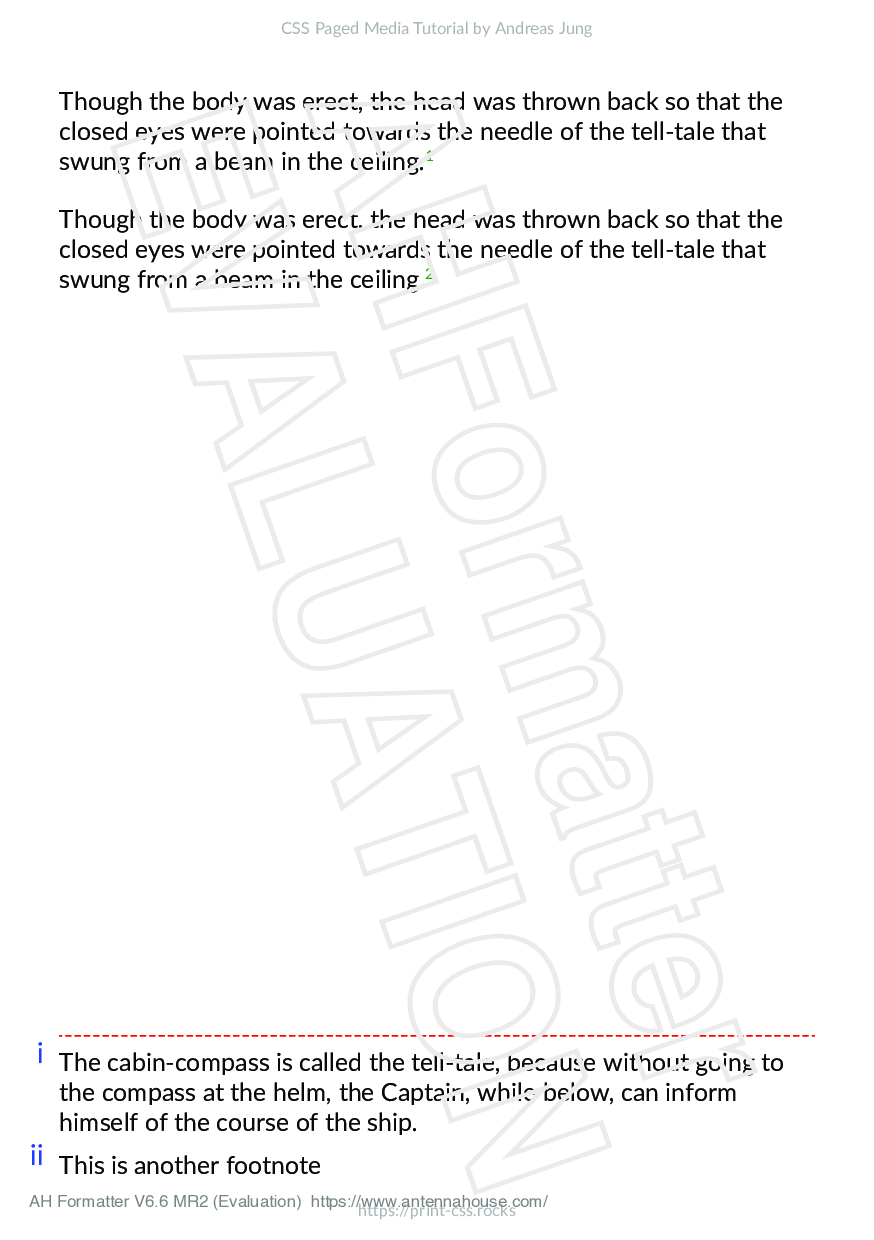 CSS Paged Media Tutorial by Andreas Jung
Though the body was erect, the head was thrown back so that the
closed eyes were pointed towards the needle of the tell-tale that
swung from a beam in the ceiling.1
Though the body was erect, the head was thrown back so that the
closed eyes were pointed towards the needle of the tell-tale that
swung from a beam in the ceiling.2
AHFormatter
EVALUATION
i
The cabin-compass is called the tell-tale, because without going to
the compass at the helm, the Captain, while below, can inform
himself of the course of the ship.
ii
This is another footnote
AH Formatter V6.6 MR2 (Evaluation) https://www.antennahouse.com/
https://print-css.rocks